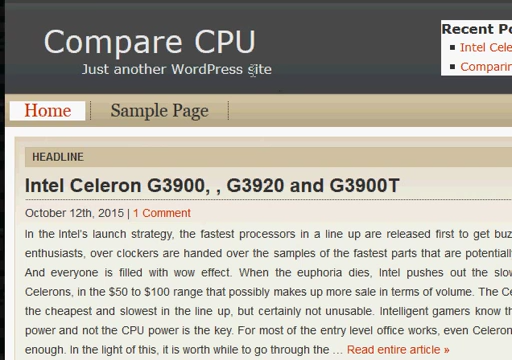 Compare CPU
Just another WordPress site
Recent Po
Intel Cele
Comparin
Home
Sample Page
HEADLINE
Intel Celeron G3900, , G3920 and G3900T
October 12th, 2015 | 1 Comment
In the Intel's launch strategy, the fastest processors in a line up are released first to get buz
enthusiasts, over clockers are handed over the samples of the fastest parts that are potential
And everyone is filled with wow effect. When the euphoria dies, Intel pushes out the slow
Celerons, in the $50 to $100 range that possibly makes up more sale in terms of volume. The Ce
the cheapest and slowest in the line up, but certainly not unusable. Intelligent gamers know th
power and not the CPU power is the key. For most of the entry level office works, even Celeron
enough. In the light of this, it is worth while to go through the ... Read entire article »